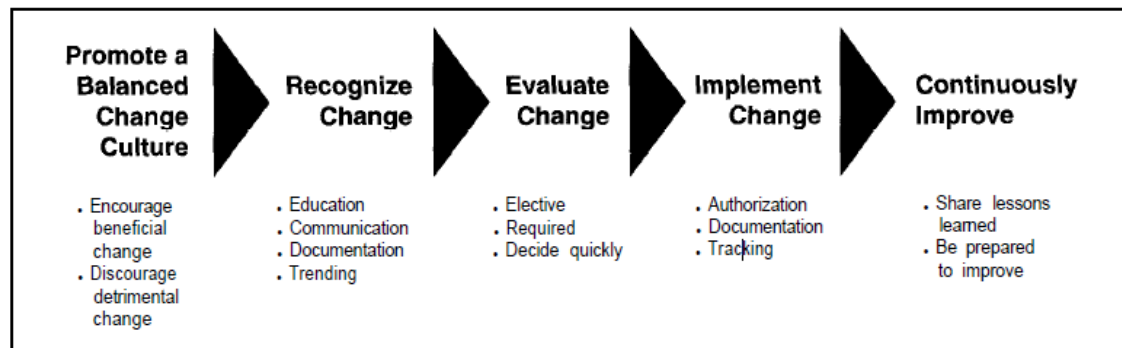 Promote a
Balanced
Change
Culture
Recognize
Change
Evaluate
Change
Implement
Change
Continuously
Improve
. Encourage
beneficial
change
. Discourage
detrimental
change
. Education
. Communication
. Documentation
. Trending
. Elective
. Required
. Decide quickly
. Authorization
. Documentation
. Tracking
. Share lessons
learned
. Be prepared
to improve